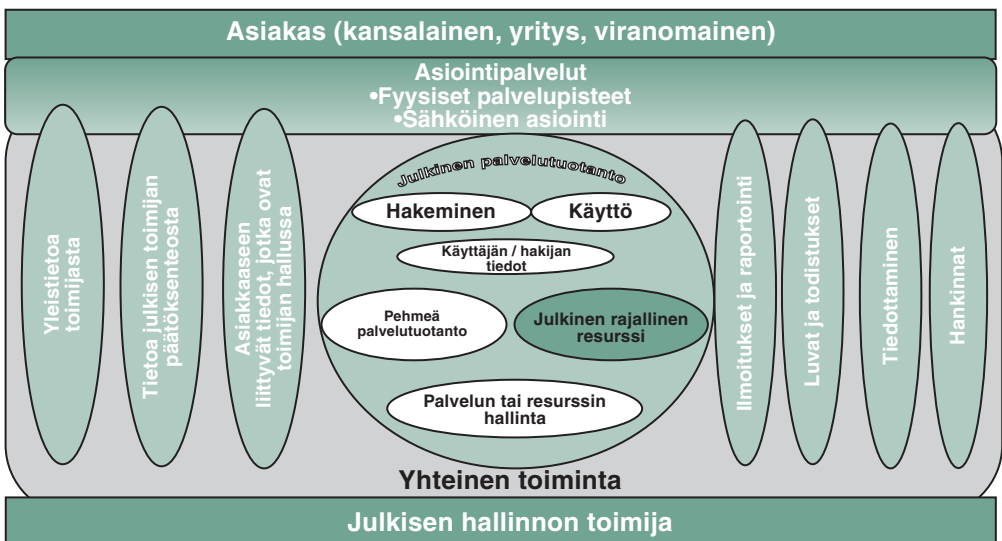 Asiakas (kansalainen, yritys, viranomainen)
Asiointipalvelut
•Fyysiset palvelupisteet
•Sähköinen asiointi
Yleistietoa
toimijasta
Tietoa julkisen toimijan
päätöksenteosta
Asiakkaaseen
liittyvät tiedot, jotka ovat
toimijan hallussa
Julkinen palvelutuotanto
Hakeminen
Käyttö
Käyttäjän / hakijan
tiedot
Pehmeä
palvelutuotanto
Julkinen rajallinen
resurssi
Palvelun tai resurssin
hallinta
Ilmoitukset ja raportointi
Luvat ja todistukset
Tiedottaminen
Hankinnat
Yhteinen toiminta
Julkisen hallinnon toimija